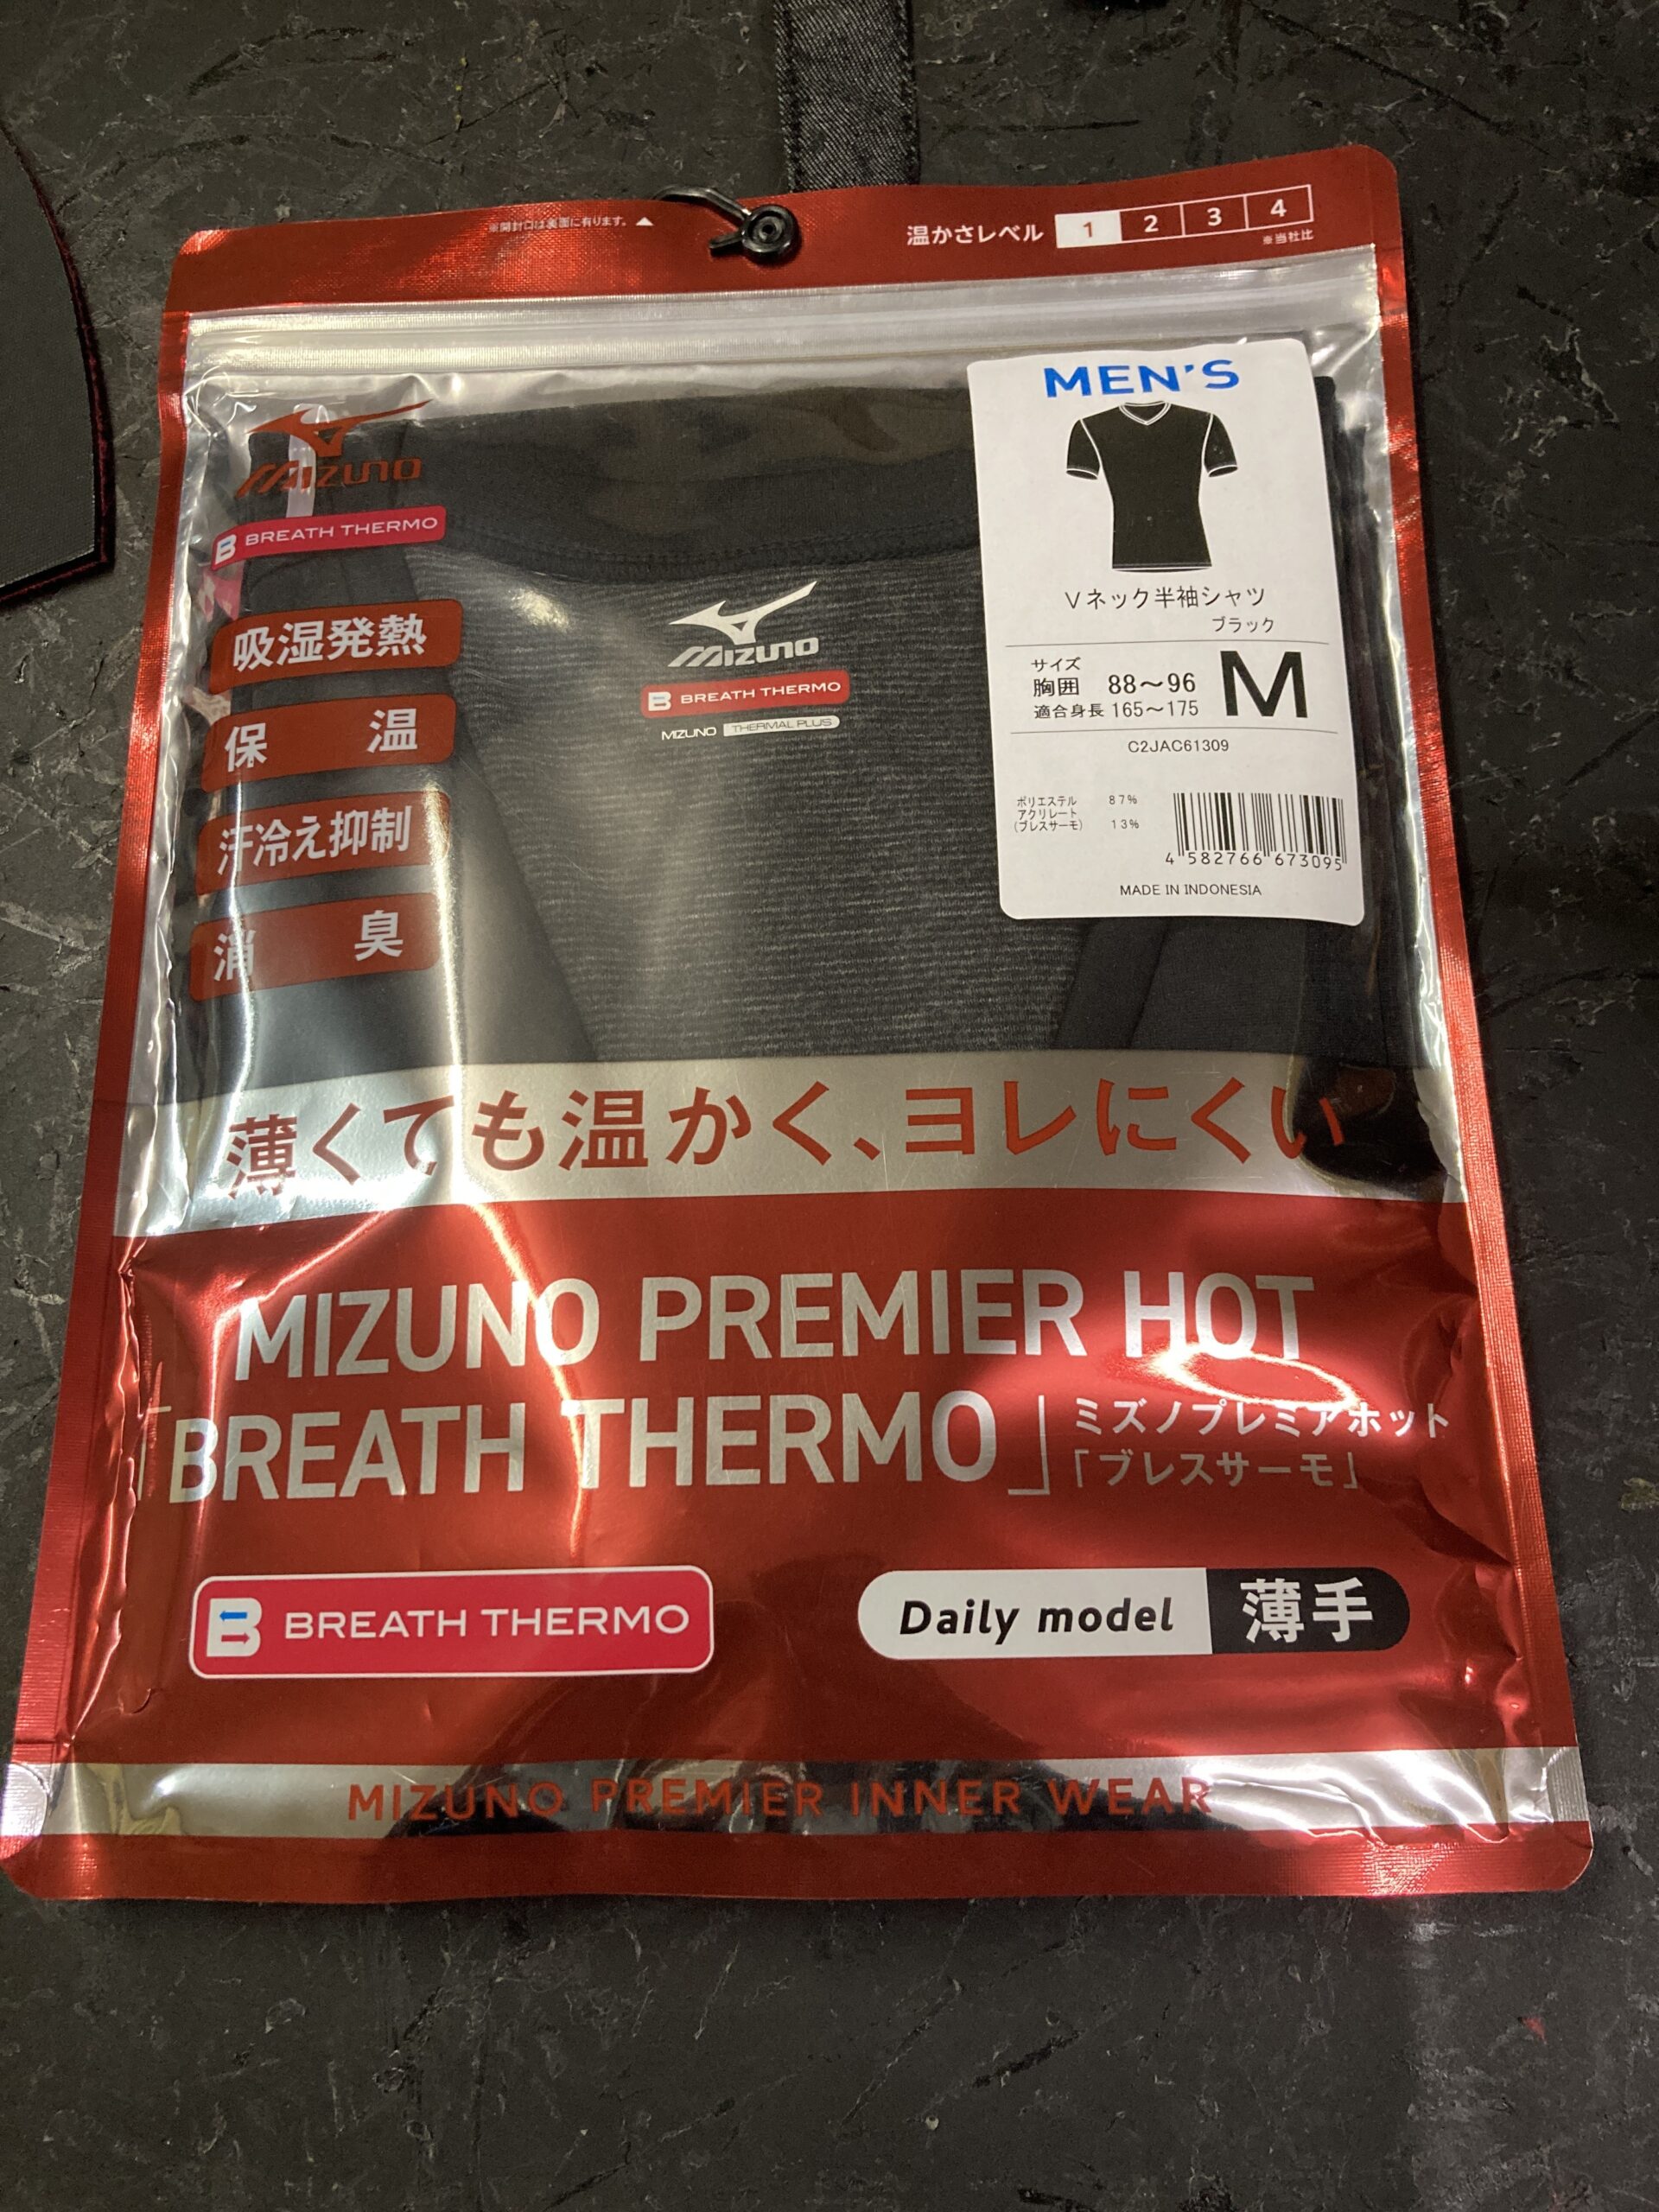 ※開封口は裏面に有ります。▲
温かさレベル 1 2 3 4
※当社比
MIZUNO
BREATH THERMO
吸湿発熱
保温
汗冷え抑制
消臭
MIZUNO
BREATH THERMO
MIZUNO THERMAL PLUS
MEN'S
Vネック半袖シャツ
ブラック
サイズ
胸囲 88～96
適合身長 165～175
M
C2JAC61309
ポリエステル 87%
アクリレート
(ブレスサーモ) 13%
4 582766 673095
MADE IN INDONESIA
薄くても温かく、ヨレにくい
MIZUNO PREMIER HOT
「BREATH THERMO」
ミズノプレミアホット
「ブレスサーモ」
B BREATH THERMO
Daily model 薄手
MIZUNO PREMIER INNER WEAR